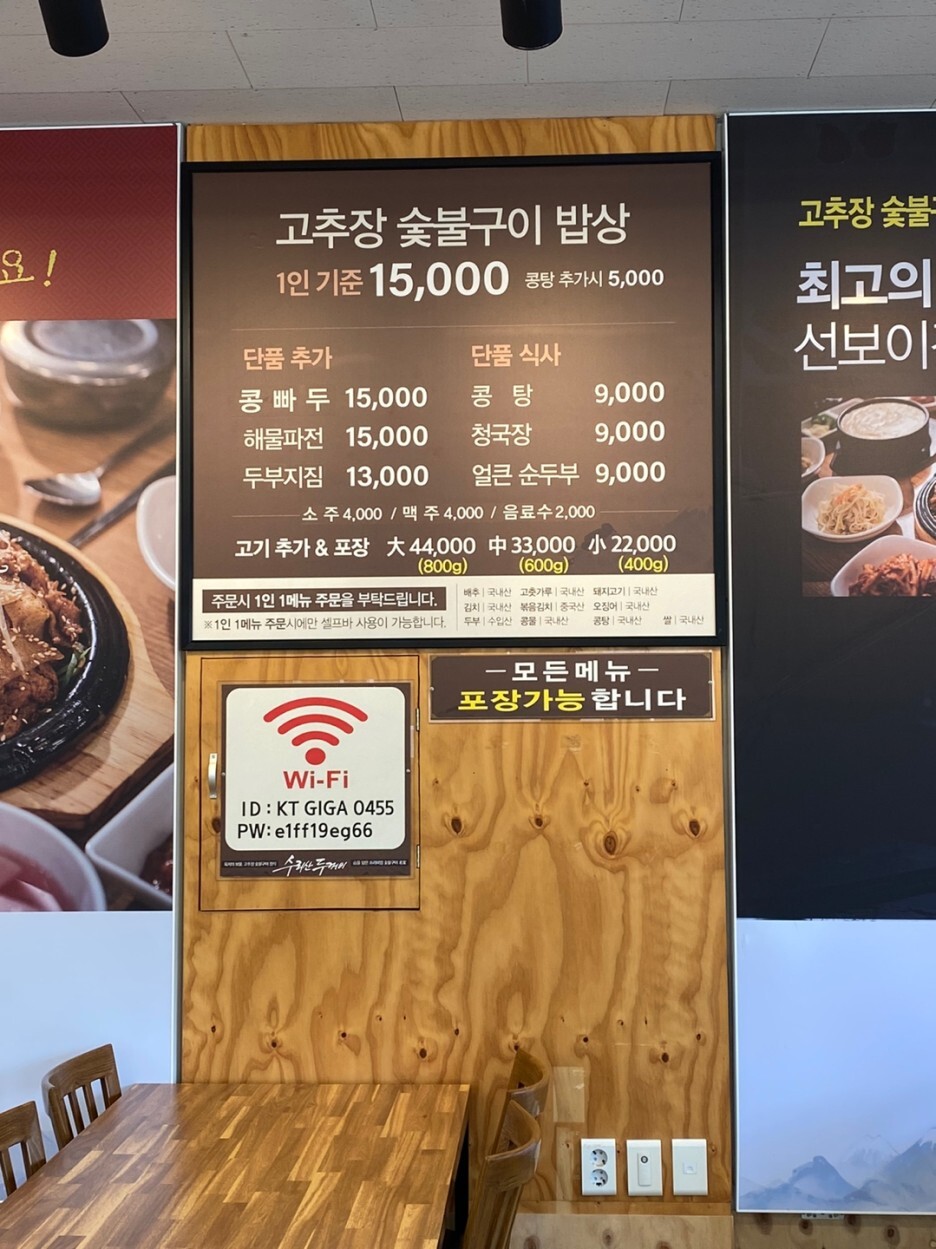 요!
고추장 숯불구이 밥상
1인 기준 15,000 콩탕 추가시 5,000
단품 추가
콩 빠 두 15,000
해물파전 15,000
두부지짐 13,000
단품 식사
콩 탕 9,000
청국장 9,000
얼큰 순두부 9,000
소 주 4,000 / 맥 주 4,000 / 음료수 2,000
고기 추가 & 포장 大 44,000 中 33,000 小 22,000
(800g) (600g) (400g)
주문시 1인 1메뉴 주문을 부탁드립니다.
※1인 1메뉴 주문시에만 셀프바 사용이 가능합니다.
배추 | 국내산 고춧가루 | 국내산 돼지고기 | 국내산
김치 | 국내산 볶음김치 | 중국산 오징어 | 국내산
두부 | 수입산 콩물 | 국내산 콩탕 | 국내산 쌀 | 국내산
모든메뉴
포장가능합니다
Wi-Fi
ID : KT GIGA 0455
PW: e1ff19eg66
수리산 두꺼비
고추장 숯불
최고의
선보이